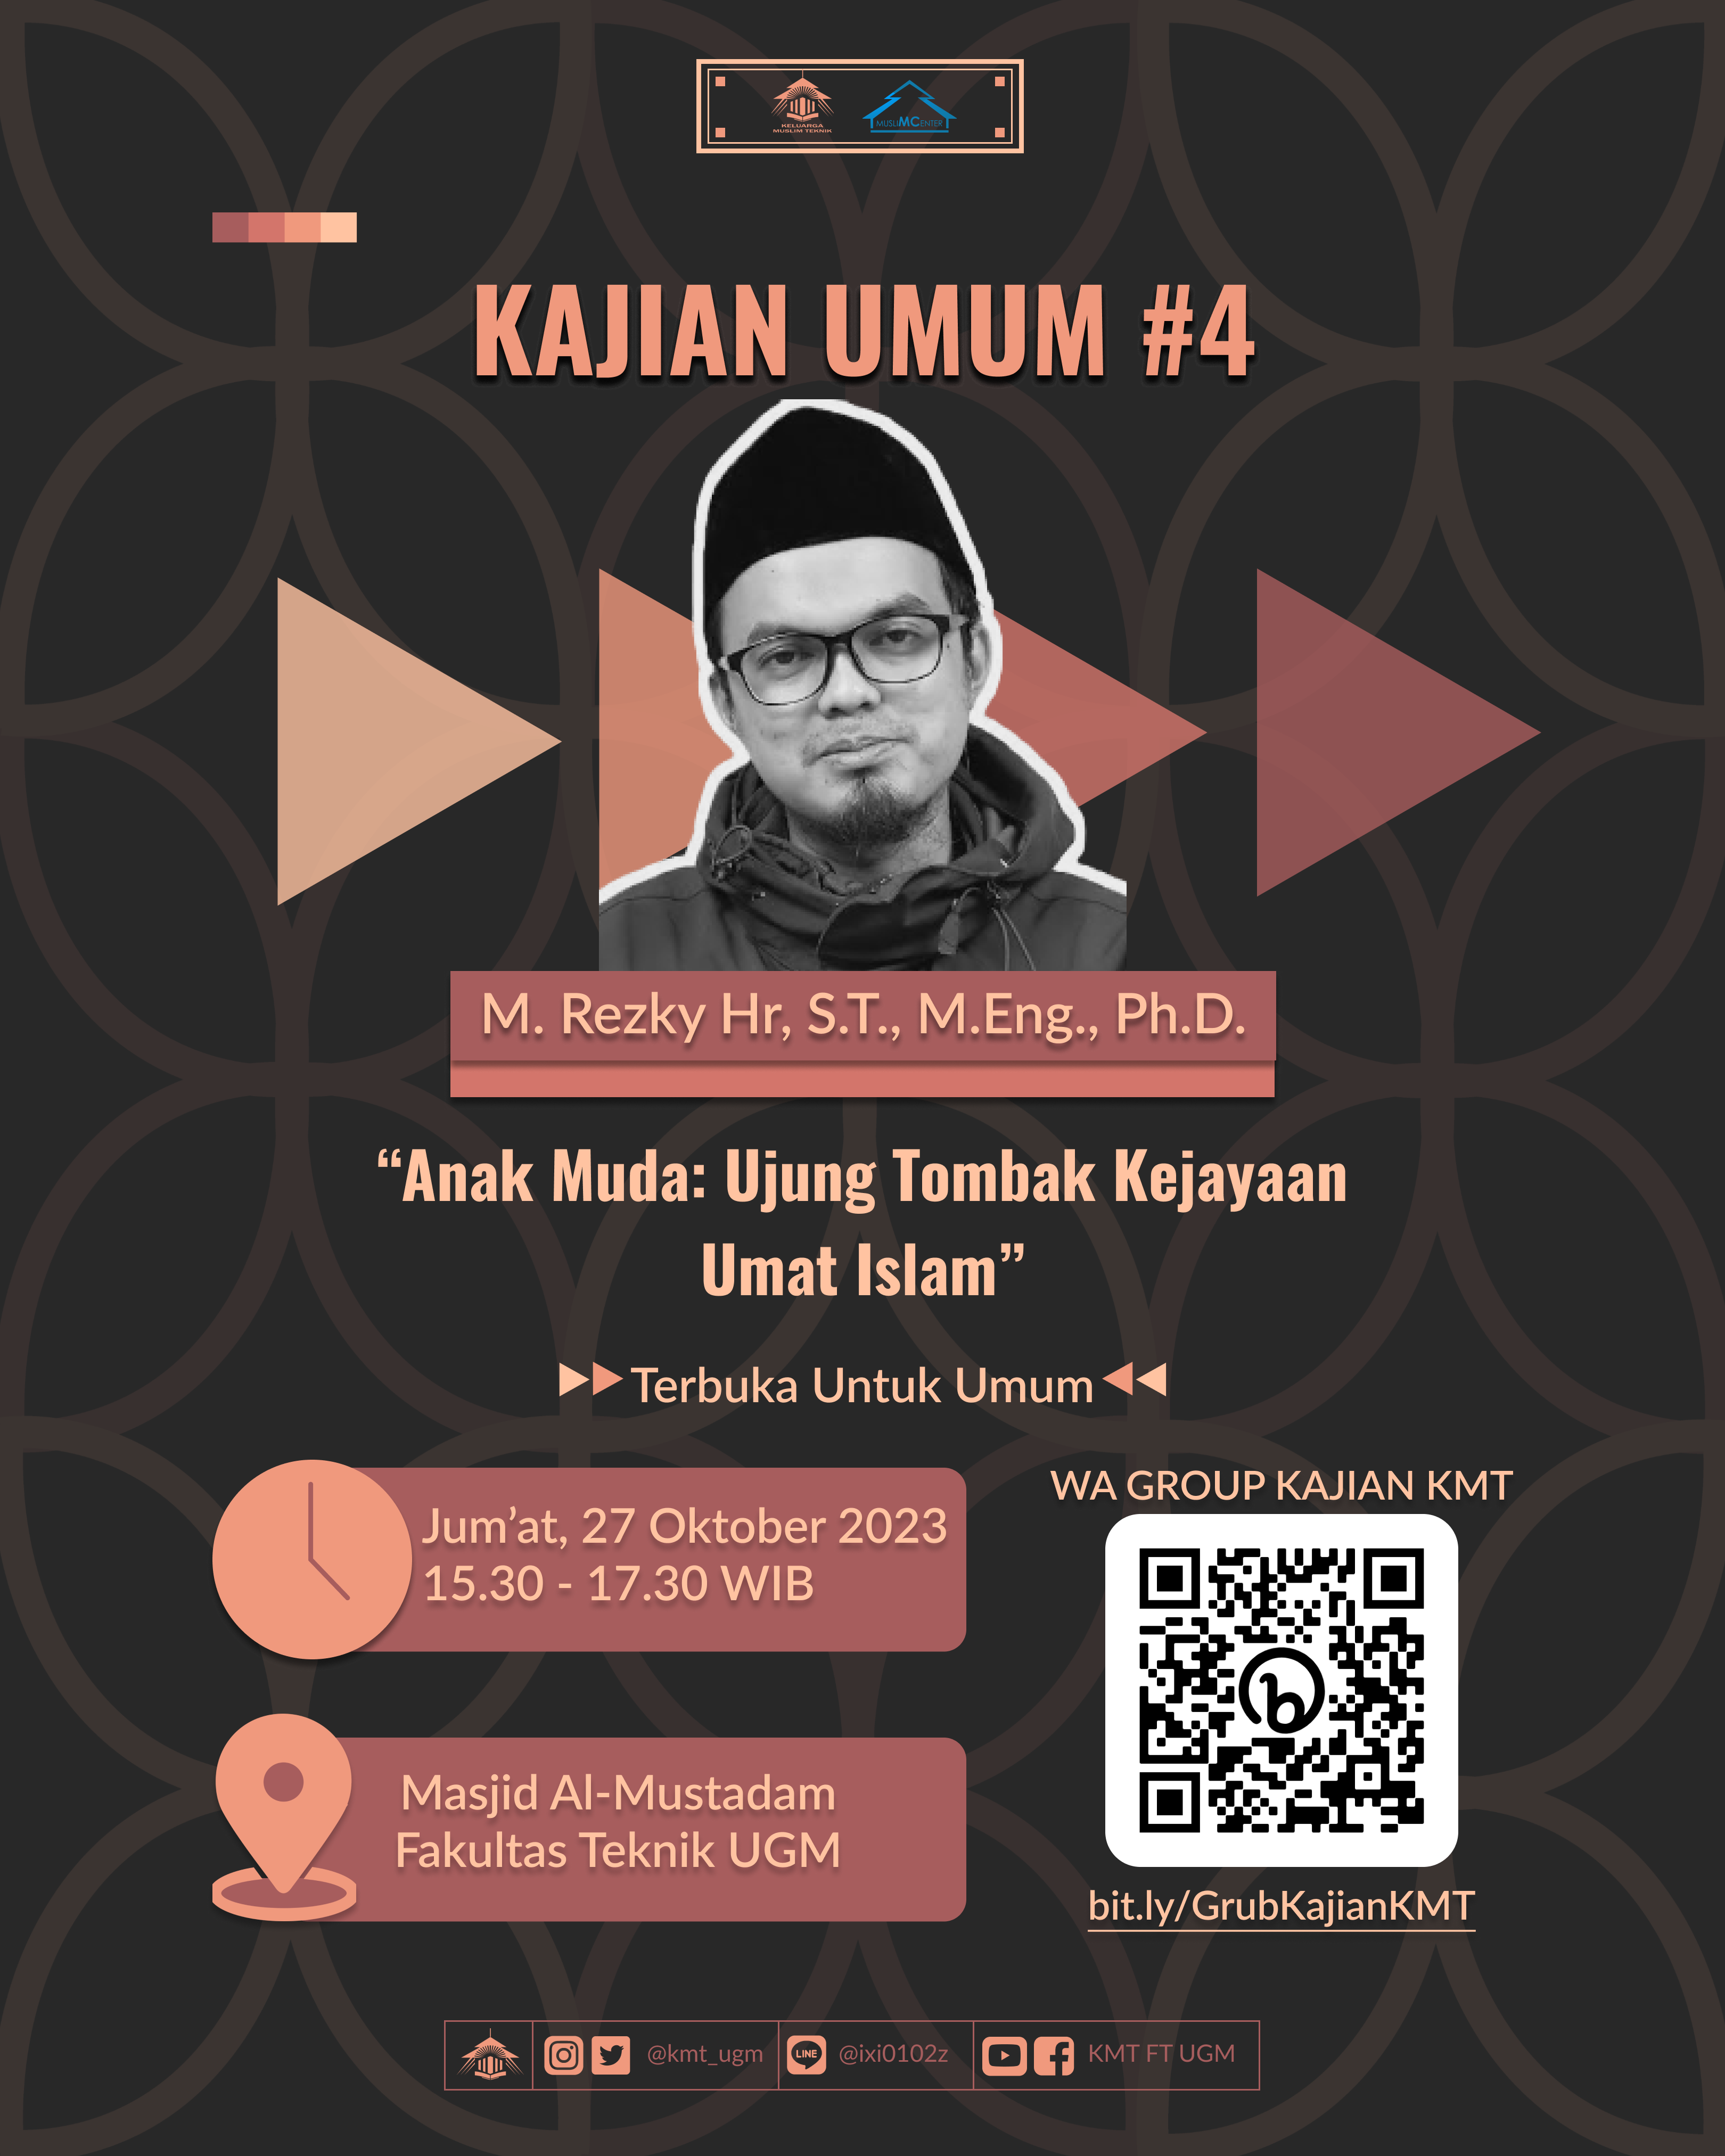 KELUARGA
MUSLIM TEKNIK
MUSLIMCENTER
KAJIAN UMUM #4
M. Rezky Hr, S.T., M.Eng., Ph.D.
“Anak Muda: Ujung Tombak Kejayaan
Umat Islam”
Terbuka Untuk Umum
Jum’at, 27 Oktober 2023
15.30 - 17.30 WIB
Masjid Al-Mustadam
Fakultas Teknik UGM
WA GROUP KAJIAN KMT
b
bit.ly/GrubKajianKMT
@kmt_ugm
LINE
@ixi0102z
KMT FT UGM